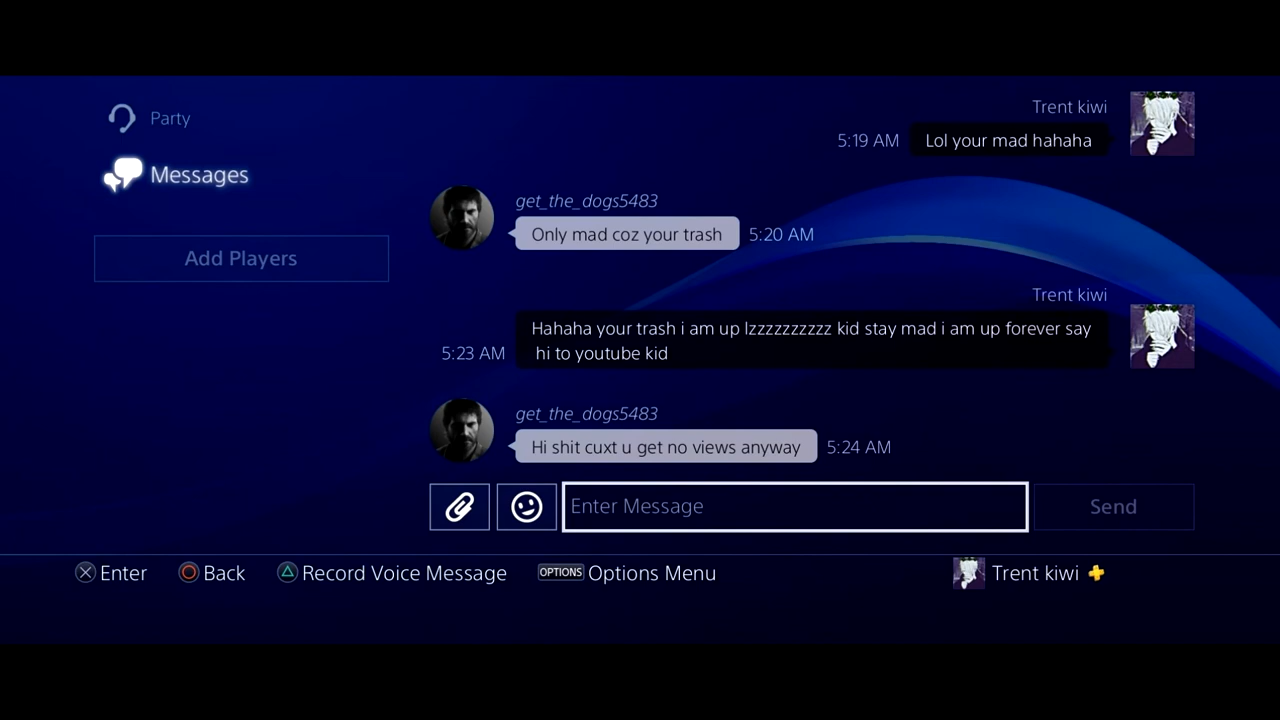 Party
Messages
Add Players
Trent kiwi
5:19 AM Lol your mad hahaha
get_the_dogs5483
Only mad coz your trash 5:20 AM
Trent kiwi
Hahaha your trash i am up lzzzzzzzzzz kid stay mad i am up forever say
5:23 AM hi to youtube kid
get_the_dogs5483
Hi shit cuxt u get no views anyway 5:24 AM
Enter Message
Send
Enter Back Record Voice Message OPTIONS Options Menu Trent kiwi